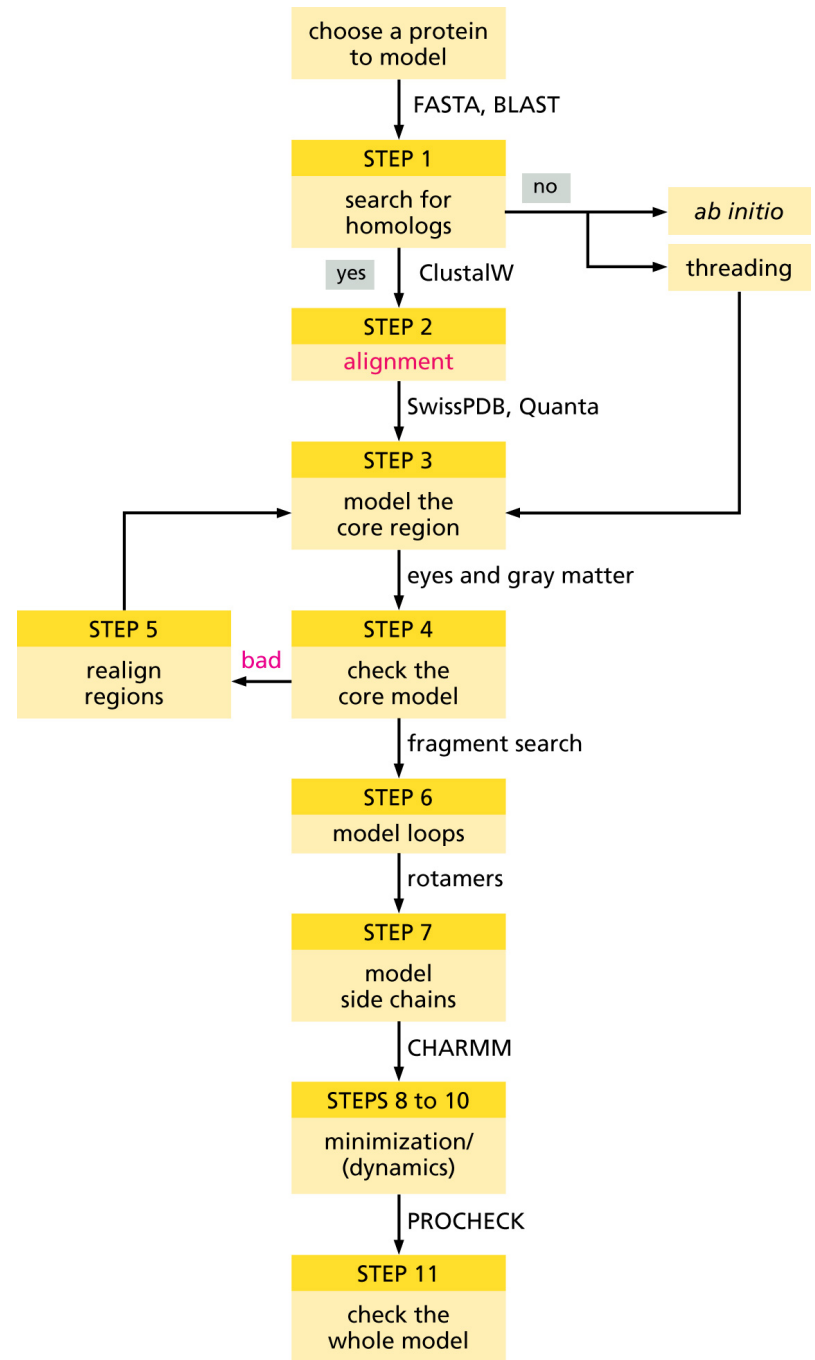 choose a protein
to model
FASTA, BLAST
STEP 1
search for
homologs
no
ab initio
threading
yes
ClustalW
STEP 2
alignment
SwissPDB, Quanta
STEP 3
model the
core region
eyes and gray matter
STEP 5
realign
regions
bad
STEP 4
check the
core model
fragment search
STEP 6
model loops
rotamers
STEP 7
model
side chains
CHARMM
STEPS 8 to 10
minimization/
(dynamics)
PROCHECK
STEP 11
check the
whole model